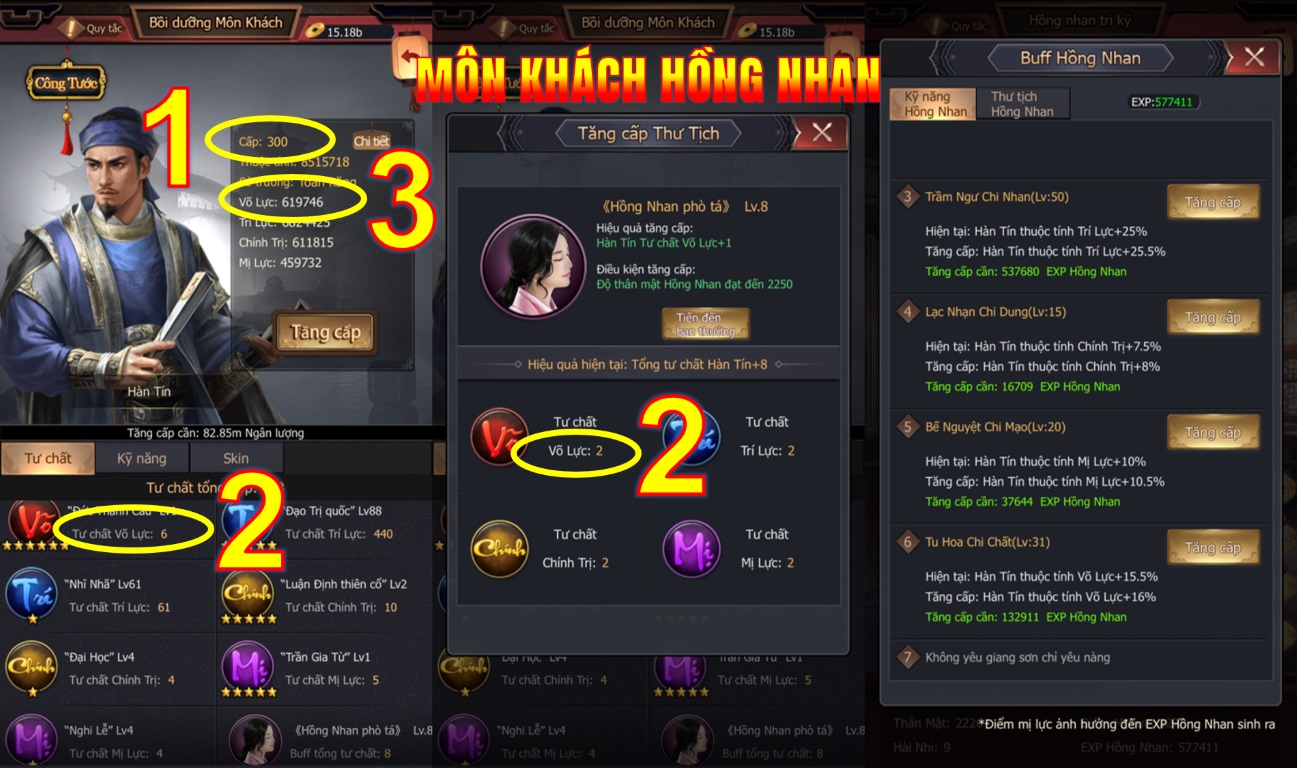 Quy tắc
Bồi dưỡng Môn Khách
15.18b
Công Tước
1
Cấp: 300
Chi tiết
Thuộc tính: 8515718
Sở trường: Toàn năng
Võ Lực: 619746
3
Trí Lực:
Chính Trị: 611815
Mị Lực: 459732
Tăng cấp
Hàn Tín
Tăng cấp cần: 82.85m Ngân lượng
Tư chất
Kỹ năng
Skin
Tư chất tổng
2
Võ
Tư chất Võ Lực: 6
"Đạo Trị quốc" Lv88
Tư chất Trí Lực: 440
Trí
"Nhĩ Nhã" Lv61
Tư chất Trí Lực: 61
Chính
"Luận Định thiên cổ" Lv2
Tư chất Chính Trị: 10
Chính
"Đại Học" Lv4
Tư chất Chính Trị: 4
Mị
"Trần Gia Từ" Lv1
Tư chất Mị Lực: 5
Mị
"Nghi Lễ" Lv4
Tư chất Mị Lực: 4
《Hồng Nhan phò tá》 Lv.8
Buff tổng tư chất: 8
Quy tắc
Bồi dưỡng Môn Khách
15.18b
MÔN KHÁCH HỒNG NHAN
Tăng cấp Thư Tịch
《Hồng Nhan phò tá》 Lv.8
Hiệu quả tăng cấp:
Hàn Tín Tư chất Võ Lực+1
Điều kiện tăng cấp:
Độ thân mật Hồng Nhan đạt đến 2250
Tiến đến
ban thưởng
Hiệu quả hiện tại: Tổng tư chất Hàn Tín+8
Võ
Tư chất
Võ Lực: 2
2
Trí
Tư chất
Trí Lực: 2
Chính
Tư chất
Chính Trị: 2
Mị
Tư chất
Mị Lực: 2
"Đại Học" Lv4
Tư chất Chính Trị: 4
"Trần Gia Từ" Lv1
Tư chất Mị Lực: 5
"Nghi Lễ" Lv4
Tư chất Mị Lực: 4
《Hồng Nhan phò tá》 Lv.8
Buff tổng tư chất: 8
Quy tắc
Hồng nhan tri kỷ
Buff Hồng Nhan
Kỹ năng
Hồng Nhan
Thư tịch
Hồng Nhan
EXP:577411
3 Trầm Ngư Chi Nhan(Lv:50)
Tăng cấp
Hiện tại: Hàn Tín thuộc tính Trí Lực+25%
Tăng cấp: Hàn Tín thuộc tính Trí Lực+25.5%
Tăng cấp cần: 537680 EXP Hồng Nhan
4 Lạc Nhạn Chi Dung(Lv:15)
Tăng cấp
Hiện tại: Hàn Tín thuộc tính Chính Trị+7.5%
Tăng cấp: Hàn Tín thuộc tính Chính Trị+8%
Tăng cấp cần: 16709 EXP Hồng Nhan
5 Bế Nguyệt Chi Mạo(Lv:20)
Tăng cấp
Hiện tại: Hàn Tín thuộc tính Mị Lực+10%
Tăng cấp: Hàn Tín thuộc tính Mị Lực+10.5%
Tăng cấp cần: 37644 EXP Hồng Nhan
6 Tu Hoa Chi Chất(Lv:31)
Tăng cấp
Hiện tại: Hàn Tín thuộc tính Võ Lực+15.5%
Tăng cấp: Hàn Tín thuộc tính Võ Lực+16%
Tăng cấp cần: 132911 EXP Hồng Nhan
7 Không yêu giang sơn chỉ yêu nàng
Thân Mật:
*Điểm mị lực ảnh hưởng đến EXP Hồng Nhan sinh ra
Hài Nhi: 9
EXP Hồng Nhan: 577411